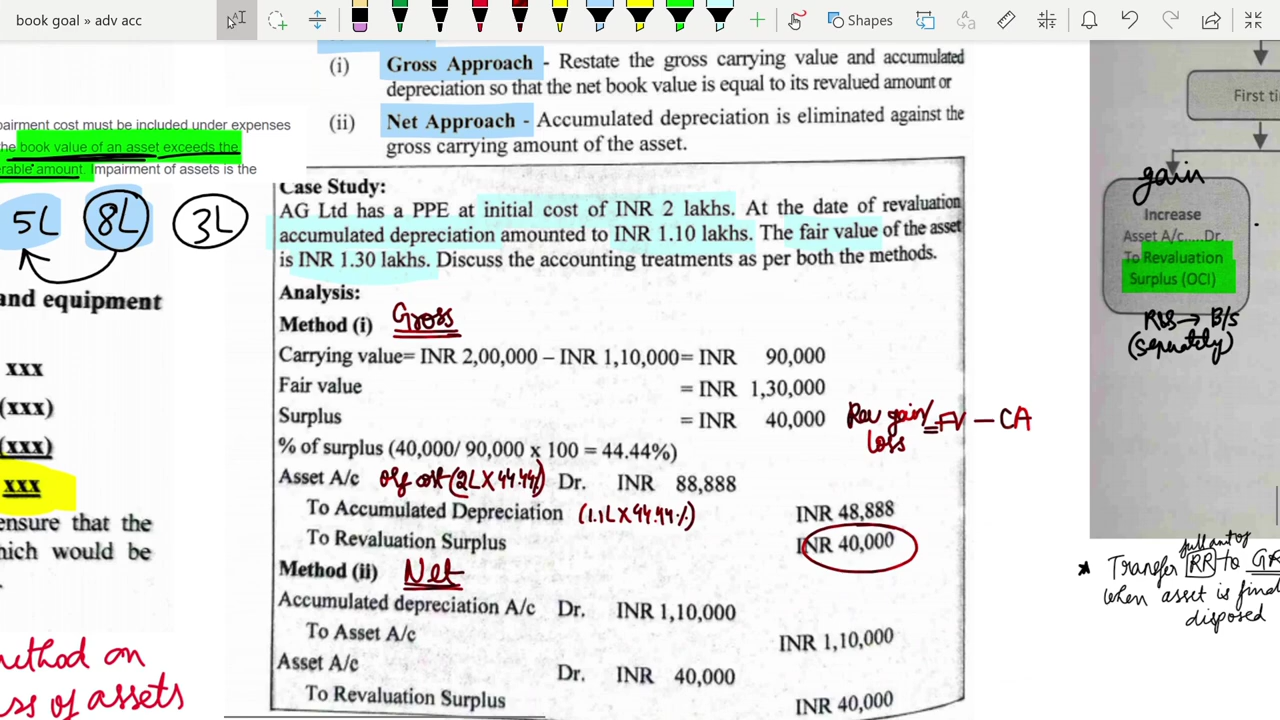 book goal » adv acc
Shapes
(i) Gross Approach - Restate the gross carrying value and accumulated
depreciation so that the net book value is equal to its revalued amount or
(ii) Net Approach - Accumulated depreciation is eliminated against the
gross carrying amount of the asset.
pairment cost must be included under expenses
the book value of an asset exceeds the
erable amount. Impairment of assets is the
5L 8L 3L
and equipment
xxx
(xxx)
(xxx)
xxx
ensure that the
hich would be
method on
ss of assets
Case Study:
AG Ltd has a PPE at initial cost of INR 2 lakhs. At the date of revaluation
accumulated depreciation amounted to INR 1.10 lakhs. The fair value of the asset
is INR 1.30 lakhs. Discuss the accounting treatments as per both the methods.
Analysis:
Method (i) Gross
Carrying value= INR 2,00,000 – INR 1,10,000= INR 90,000
Fair value = INR 1,30,000
Surplus = INR 40,000 Rev gain/loss = FV – CA
% of surplus (40,000/ 90,000 x 100 = 44.44%)
Asset A/c (2L X 44.44%) Dr. INR 88,888
To Accumulated Depreciation (1.1L X 44.44%) INR 48,888
To Revaluation Surplus INR 40,000
Method (ii) Net
Accumulated depreciation A/c Dr. INR 1,10,000
To Asset A/c INR 1,10,000
Asset A/c Dr. INR 40,000
To Revaluation Surplus INR 40,000
First ti
gain
Increase
Asset A/c.....Dr.
To Revaluation
Surplus (OCI)
→ B/S
(separately)
full amt of
* Transfer RR to GR
when asset is final
disposed